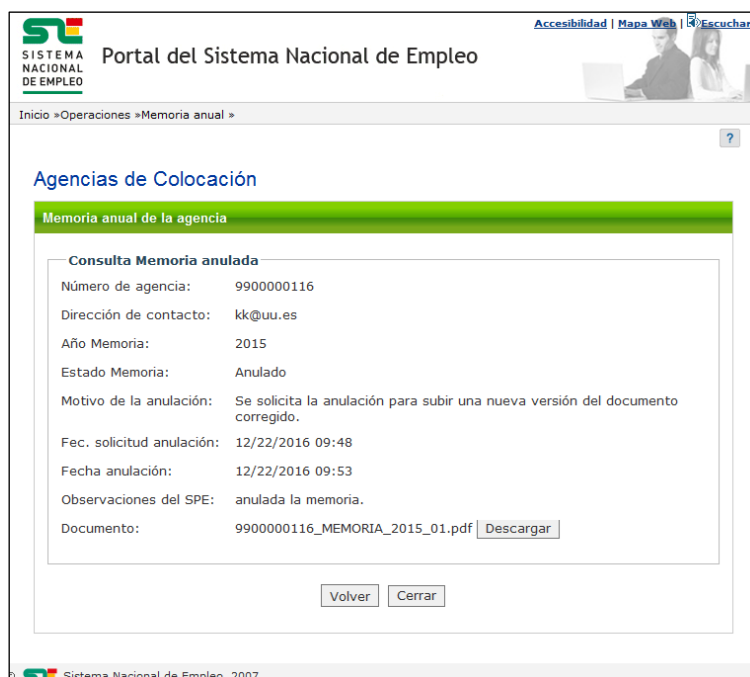 Accesibilidad | Mapa Web | Escuchar
SISTEMA
NACIONAL
DE EMPLEO
Portal del Sistema Nacional de Empleo
Inicio »Operaciones »Memoria anual »
?
Agencias de Colocación
Memoria anual de la agencia
Consulta Memoria anulada
Número de agencia: 9900000116
Dirección de contacto: kk@uu.es
Año Memoria: 2015
Estado Memoria: Anulado
Motivo de la anulación: Se solicita la anulación para subir una nueva versión del documento
corregido.
Fec. solicitud anulación: 12/22/2016 09:48
Fecha anulación: 12/22/2016 09:53
Observaciones del SPE: anulada la memoria.
Documento: 9900000116_MEMORIA_2015_01.pdf Descargar
Volver Cerrar
Sistema Nacional de Empleo, 2007